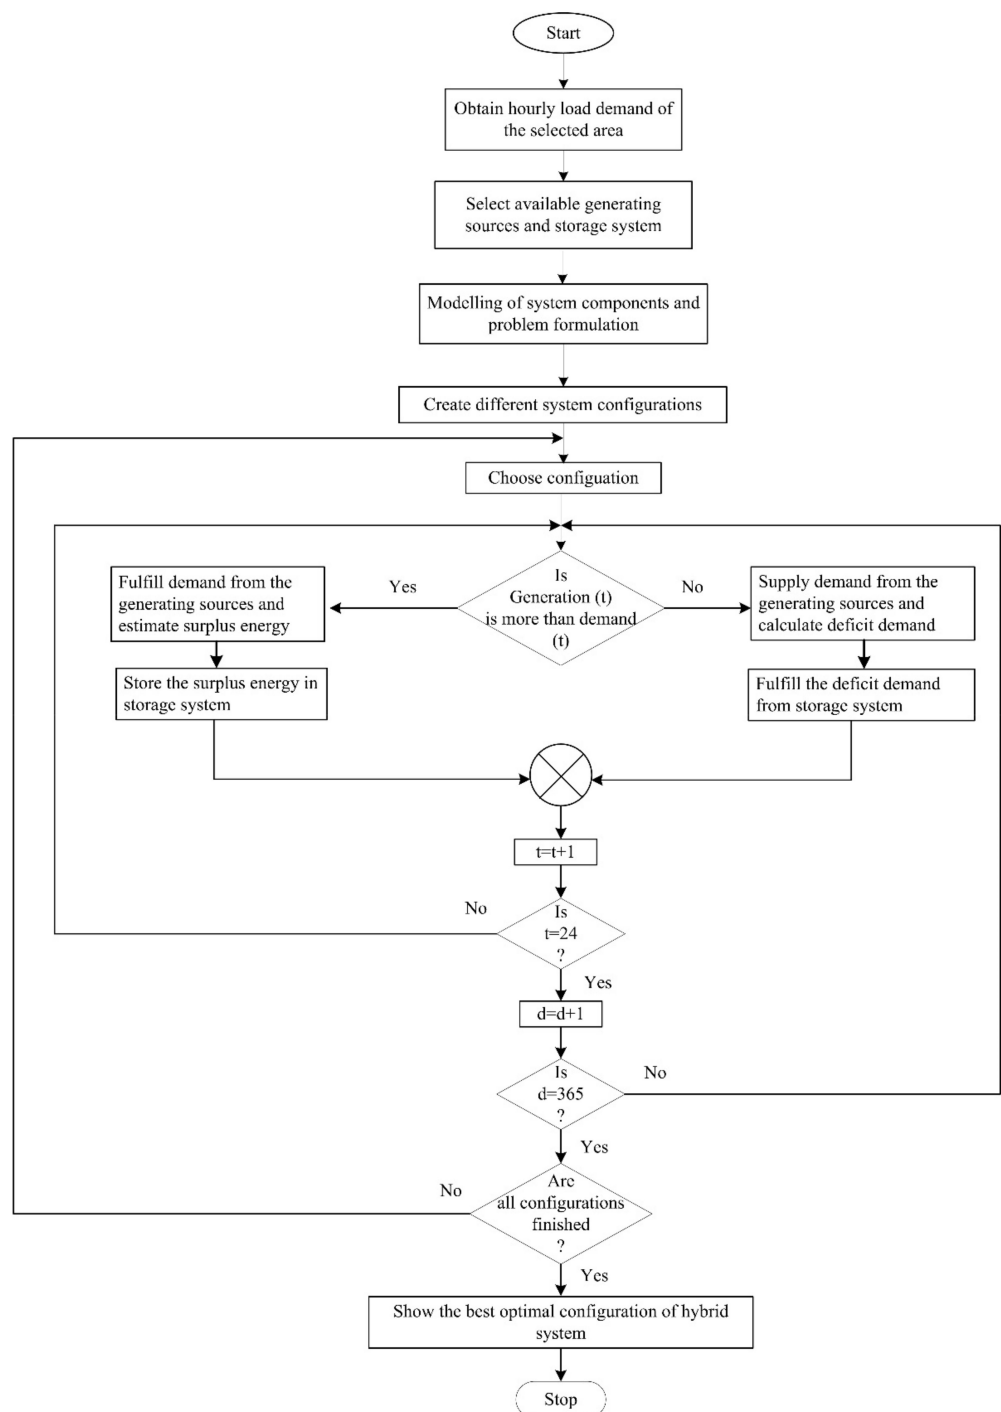 Start
Obtain hourly load demand of
the selected area
Select available generating
sources and storage system
Modelling of system components and
problem formulation
Create different system configurations
Choose configuation
Is
Generation (t)
is more than demand
(t)
Yes
No
Fulfill demand from the
generating sources and
estimate surplus energy
Supply demand from the
generating sources and
calculate deficit demand
Store the surplus energy in
storage system
Fulfill the deficit demand
from storage system
t=t+1
Is
t=24
?
No
Yes
d=d+1
Is
d=365
?
No
Yes
Are
all configurations
finished
?
No
Yes
Show the best optimal configuration of hybrid
system
Stop